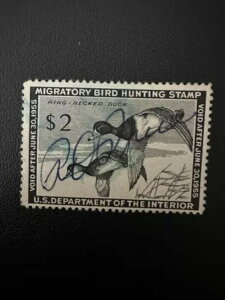 MIGRATORY BIRD HUNTING STAMP
RING-NECKED DUCK
$2
VOID AFTER JUNE 30, 1955
VOID AFTER JUNE 30, 1955
U.S. DEPARTMENT OF THE INTERIOR